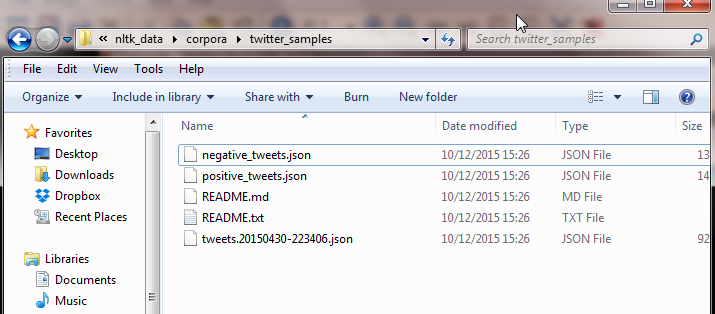 « nltk_data ▸ corpora ▸ twitter_samples
Search twitter_samples
File Edit View Tools Help
Organize Include in library Share with Burn New folder
Name Date modified Type Size
Favorites
Desktop
Downloads
Dropbox
Recent Places
Libraries
Documents
Music
negative_tweets.json 10/12/2015 15:26 JSON File 13
positive_tweets.json 10/12/2015 15:26 JSON File 14
README.md 10/12/2015 15:26 MD File
README.txt 10/12/2015 15:26 TXT File
tweets.20150430-223406.json 10/12/2015 15:26 JSON File 92